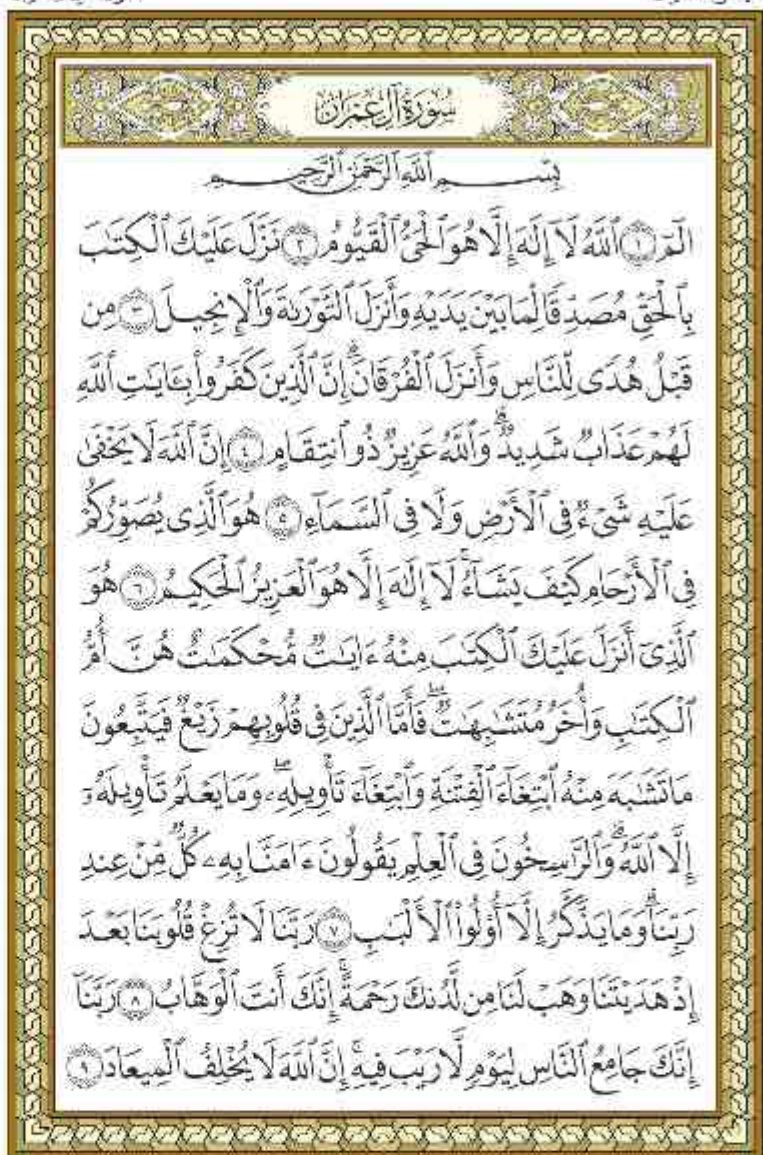 سُورَةُ آلِ عِمْرَانَ
بِسْمِ ٱللَّهِ ٱلرَّحْمَٰنِ ٱلرَّحِيمِ
الٓمٓ ١ ٱللَّهُ لَآ إِلَٰهَ إِلَّا هُوَ ٱلْحَىُّ ٱلْقَيُّومُ ٢ نَزَّلَ عَلَيْكَ ٱلْكِتَٰبَ
بِٱلْحَقِّ مُصَدِّقًا لِّمَا بَيْنَ يَدَيْهِ وَأَنزَلَ ٱلتَّوْرَىٰةَ وَٱلْإِنجِيلَ ٣ مِن
قَبْلُ هُدًى لِّلنَّاسِ وَأَنزَلَ ٱلْفُرْقَانَ ۗ إِنَّ ٱلَّذِينَ كَفَرُوا۟ بِـَٔايَٰتِ ٱللَّهِ
لَهُمْ عَذَابٌ شَدِيدٌ ۗ وَٱللَّهُ عَزِيزٌ ذُو ٱنتِقَامٍ ٤ إِنَّ ٱللَّهَ لَا يَخْفَىٰ
عَلَيْهِ شَىْءٌ فِى ٱلْأَرْضِ وَلَا فِى ٱلسَّمَآءِ ٥ هُوَ ٱلَّذِى يُصَوِّرُكُمْ
فِى ٱلْأَرْحَامِ كَيْفَ يَشَآءُ ۚ لَآ إِلَٰهَ إِلَّا هُوَ ٱلْعَزِيزُ ٱلْحَكِيمُ ٦ هُوَ
ٱلَّذِىٓ أَنزَلَ عَلَيْكَ ٱلْكِتَٰبَ مِنْهُ ءَايَٰتٌ مُّحْكَمَٰتٌ هُنَّ أُمُّ
ٱلْكِتَٰبِ وَأُخَرُ مُتَشَٰبِهَٰتٌ ۖ فَأَمَّا ٱلَّذِينَ فِى قُلُوبِهِمْ زَيْغٌ فَيَتَّبِعُونَ
مَا تَشَٰبَهَ مِنْهُ ٱبْتِغَآءَ ٱلْفِتْنَةِ وَٱبْتِغَآءَ تَأْوِيلِهِۦ ۖ وَمَا يَعْلَمُ تَأْوِيلَهُۥٓ
إِلَّا ٱللَّهُ ۗ وَٱلرَّٰسِخُونَ فِى ٱلْعِلْمِ يَقُولُونَ ءَامَنَّا بِهِۦ كُلٌّ مِّنْ عِندِ
رَبِّنَا ۗ وَمَا يَذَّكَّرُ إِلَّآ أُو۟لُوا۟ ٱلْأَلْبَٰبِ ٧ رَبَّنَا لَا تُزِغْ قُلُوبَنَا بَعْدَ
إِذْ هَدَيْتَنَا وَهَبْ لَنَا مِن لَّدُنكَ رَحْمَةً ۚ إِنَّكَ أَنتَ ٱلْوَهَّابُ ٨ رَبَّنَآ
إِنَّكَ جَامِعُ ٱلنَّاسِ لِيَوْمٍ لَّا رَيْبَ فِيهِ ۚ إِنَّ ٱللَّهَ لَا يُخْلِفُ ٱلْمِيعَادَ ٩